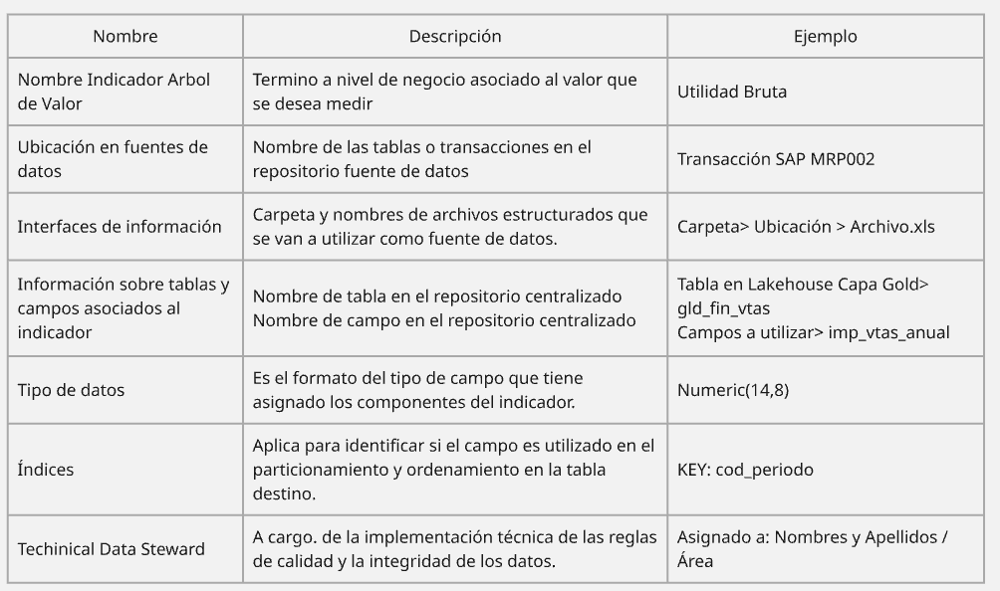 Nombre
Descripción
Ejemplo
Nombre Indicador Arbol
de Valor
Termino a nivel de negocio asociado al valor que
se desea medir
Utilidad Bruta
Ubicación en fuentes de
datos
Nombre de las tablas o transacciones en el
repositorio fuente de datos
Transacción SAP MRP002
Interfaces de información
Carpeta y nombres de archivos estructurados que
se van a utilizar como fuente de datos.
Carpeta> Ubicación > Archivo.xls
Información sobre tablas y
campos asociados al
indicador
Nombre de tabla en el repositorio centralizado
Nombre de campo en el repositorio centralizado
Tabla en Lakehouse Capa Gold>
gld_fin_vtas
Campos a utilizar> imp_vtas_anual
Tipo de datos
Es el formato del tipo de campo que tiene
asignado los componentes del indicador.
Numeric(14,8)
Índices
Aplica para identificar si el campo es utilizado en el
particionamiento y ordenamiento en la tabla
destino.
KEY: cod_periodo
Techinical Data Steward
A cargo. de la implementación técnica de las reglas
de calidad y la integridad de los datos.
Asignado a: Nombres y Apellidos /
Área